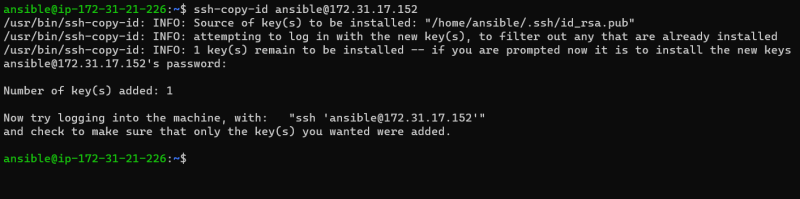 ansible@ip-172-31-21-226:~$ ssh-copy-id ansible@172.31.17.152
/usr/bin/ssh-copy-id: INFO: Source of key(s) to be installed: "/home/ansible/.ssh/id_rsa.pub"
/usr/bin/ssh-copy-id: INFO: attempting to log in with the new key(s), to filter out any that are already installed
/usr/bin/ssh-copy-id: INFO: 1 key(s) remain to be installed -- if you are prompted now it is to install the new keys
ansible@172.31.17.152's password:
Number of key(s) added: 1
Now try logging into the machine, with:   "ssh 'ansible@172.31.17.152'"
and check to make sure that only the key(s) you wanted were added.
ansible@ip-172-31-21-226:~$